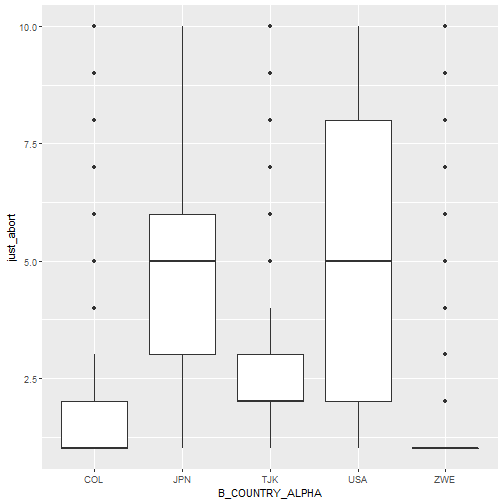 10.0
7.5
5.0
2.5
just_abort
COL JPN TJK USA ZWE
B_COUNTRY_ALPHA